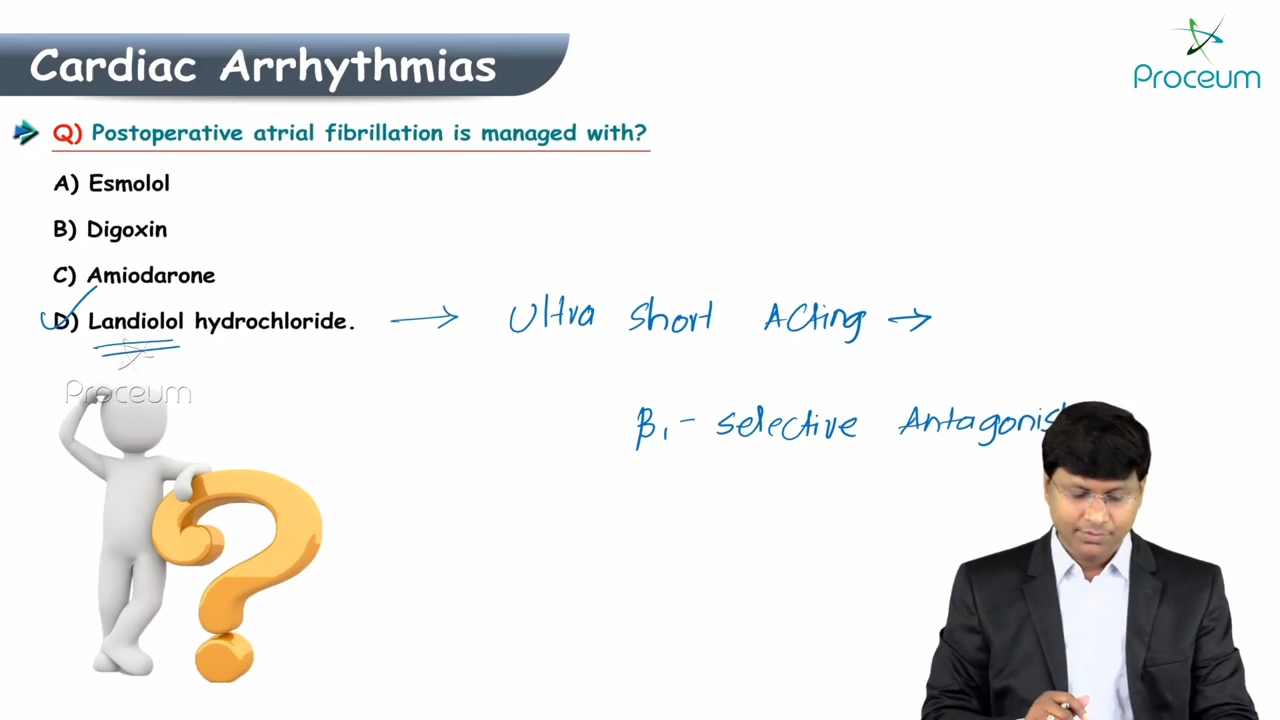 Cardiac Arrhythmias
Proceum
Q) Postoperative atrial fibrillation is managed with?
A) Esmolol
B) Digoxin
C) Amiodarone
D) Landiolol hydrochloride. → Ultra short Acting →
Proceum
β1 - selective Antagonist